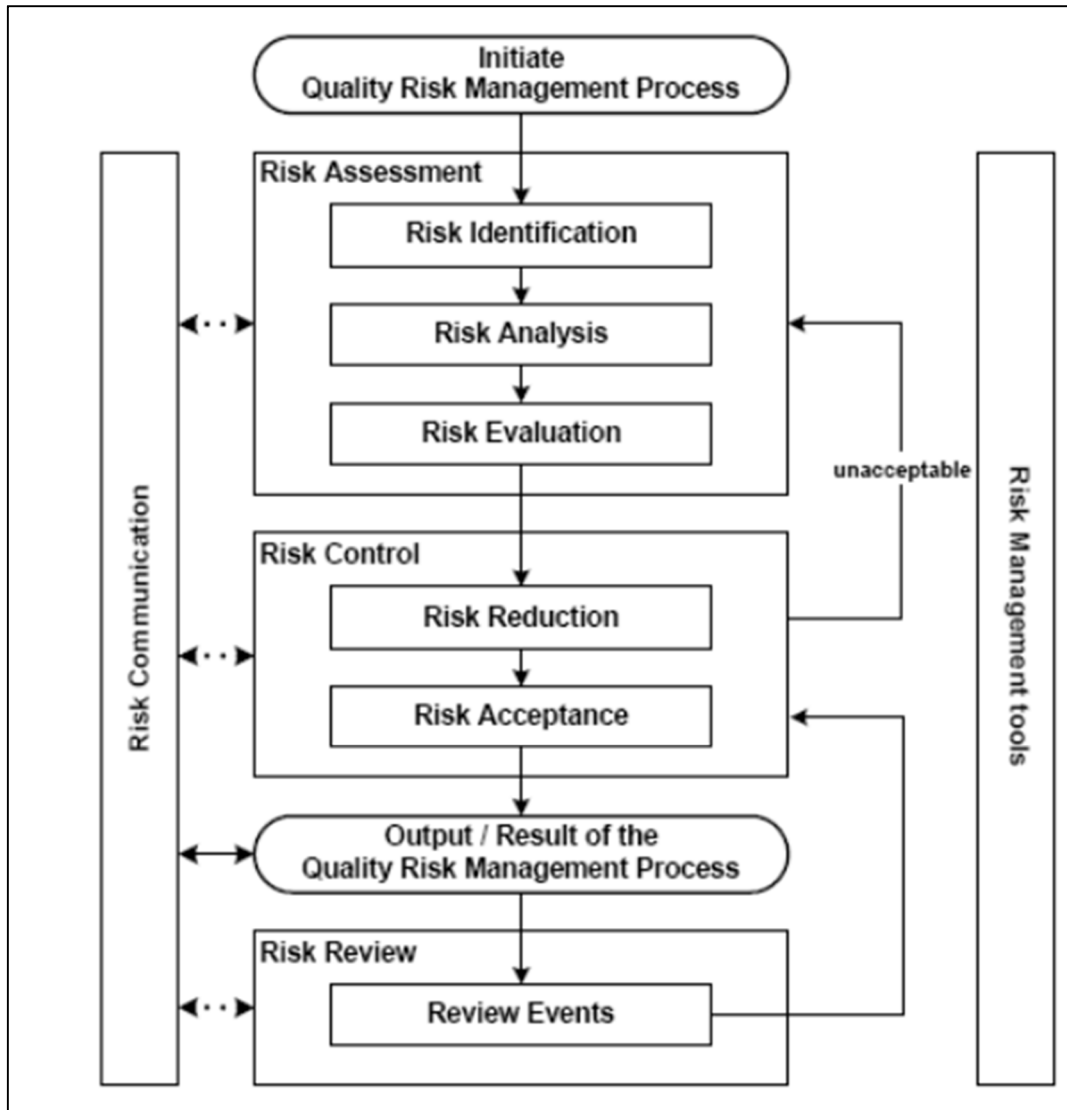 Initiate
Quality Risk Management Process
Risk Assessment
Risk Identification
Risk Analysis
Risk Evaluation
unacceptable
Risk Control
Risk Reduction
Risk Acceptance
Output / Result of the
Quality Risk Management Process
Risk Review
Review Events
Risk Communication
Risk Management tools